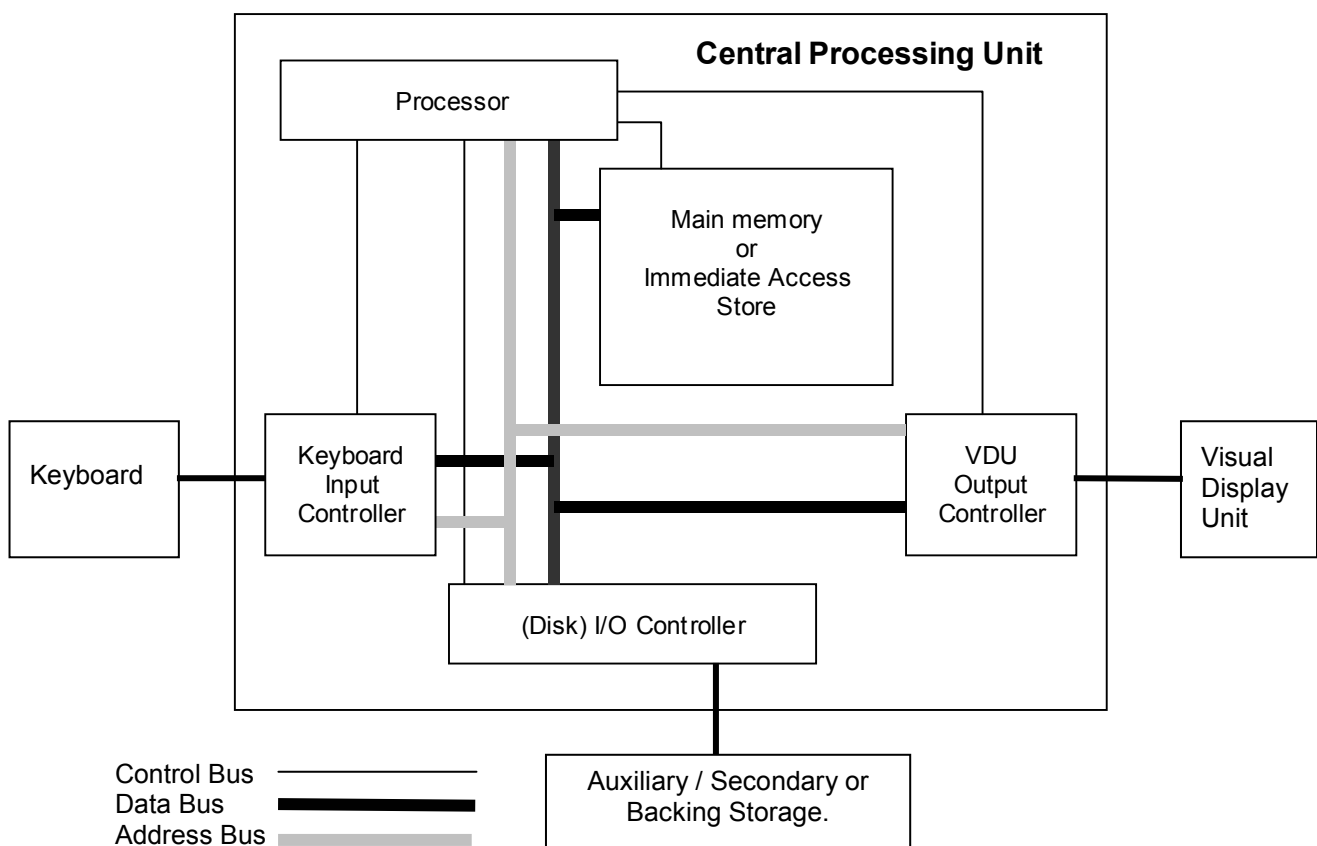 Central Processing Unit
Processor
Main memory
or
Immediate Access
Store
Keyboard
Keyboard
Input
Controller
VDU
Output
Controller
Visual
Display
Unit
(Disk) I/O Controller
Control Bus
Data Bus
Address Bus
Auxiliary / Secondary or
Backing Storage.